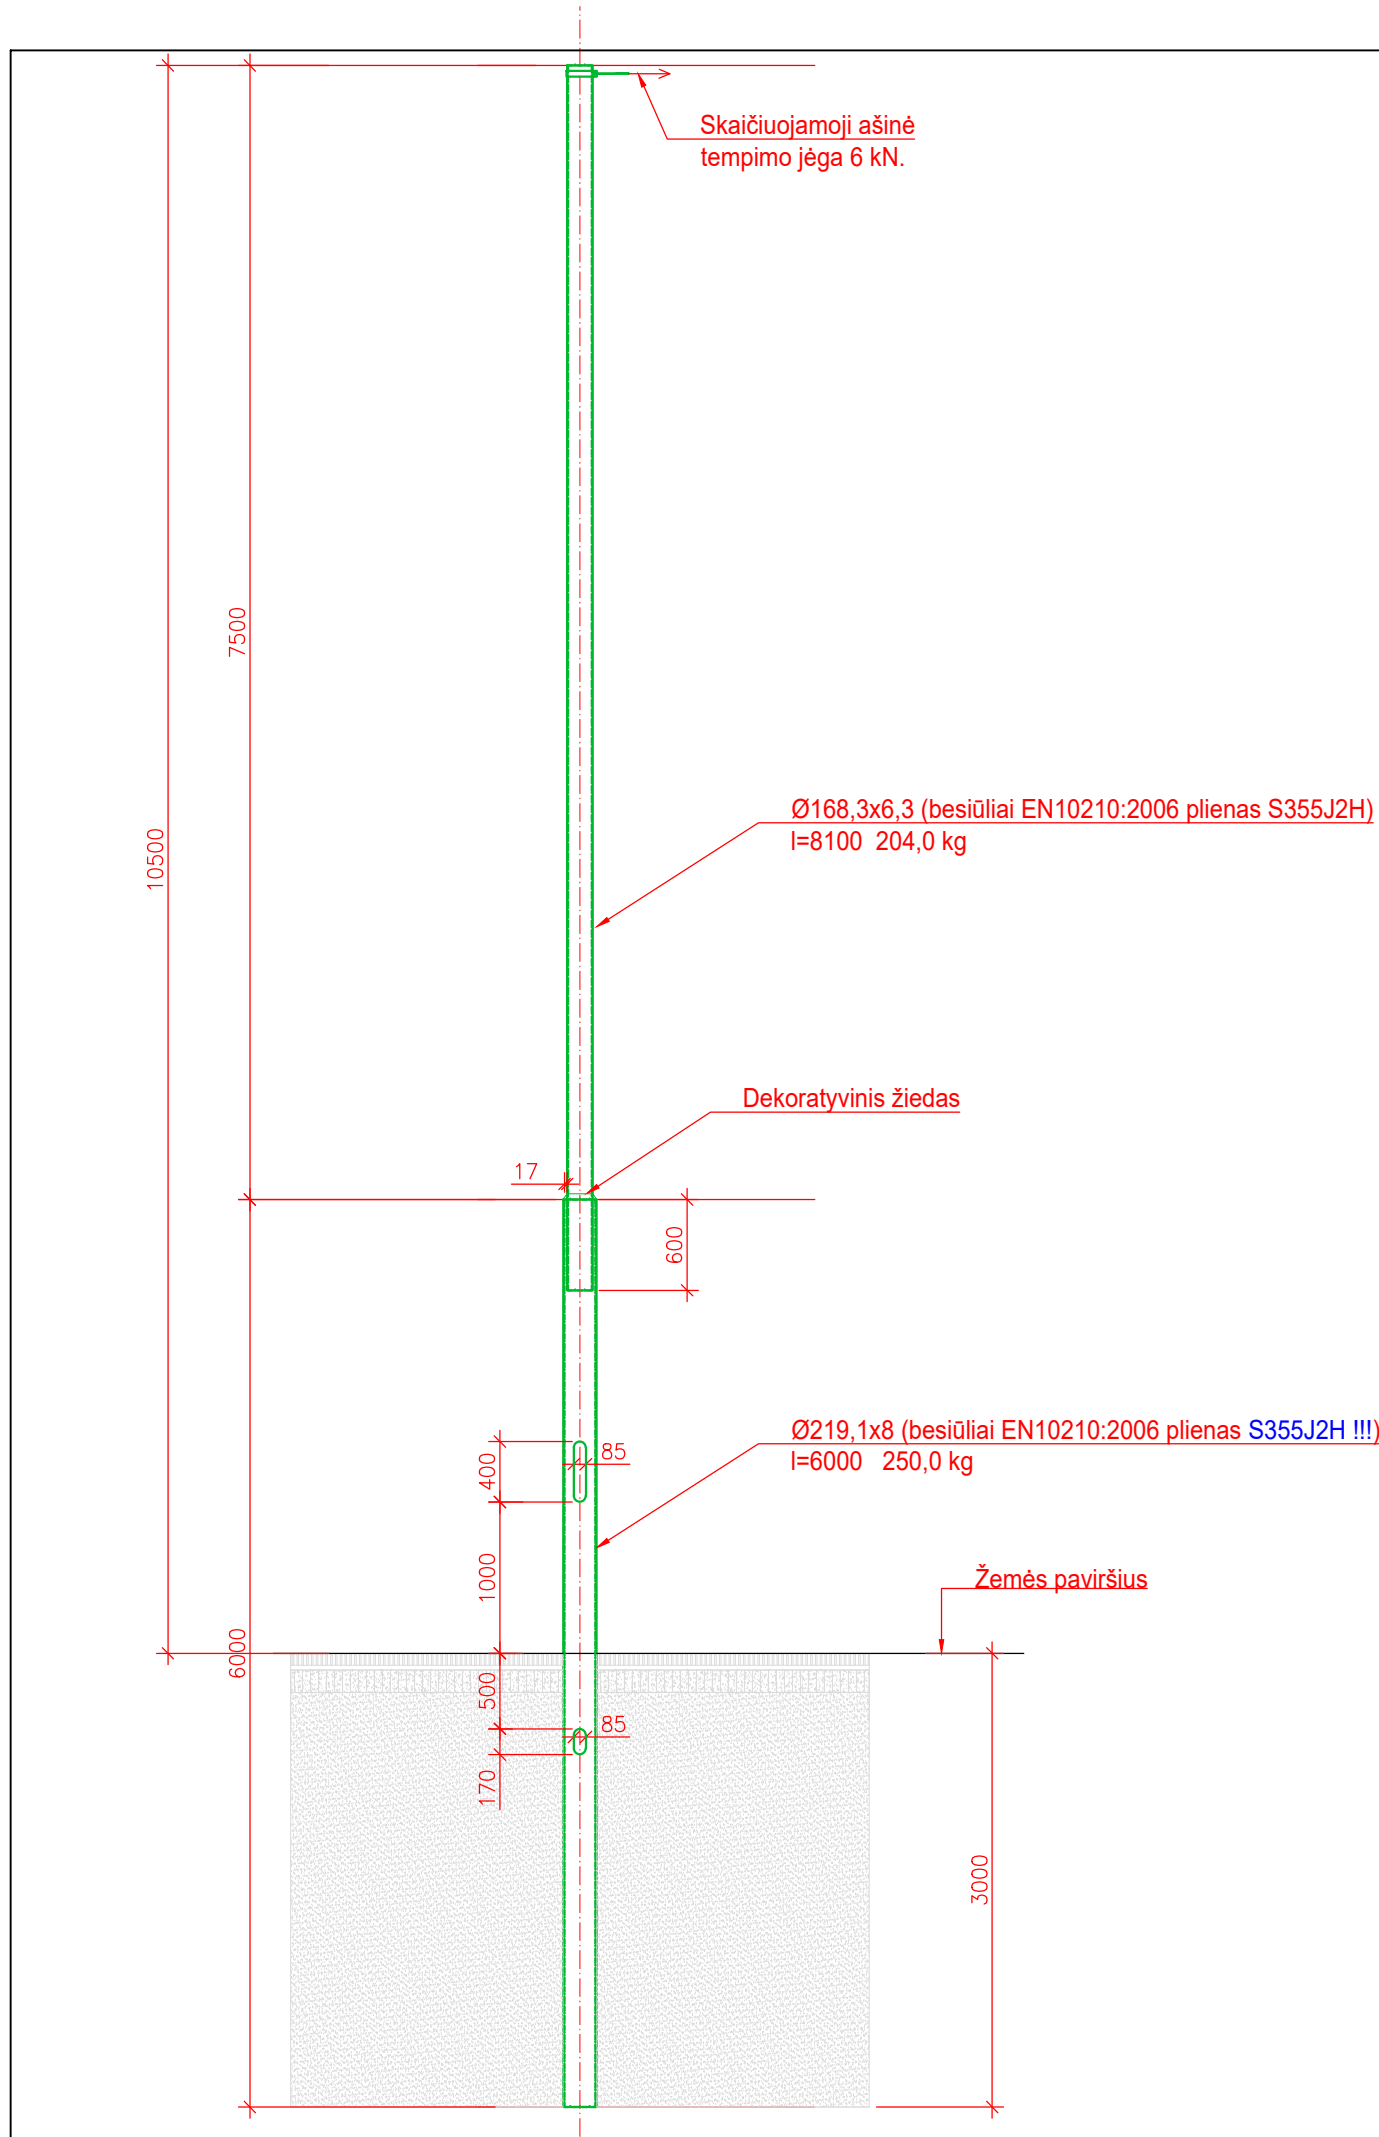 Skaičiuojamoji ašinė
tempimo jėga 6 kN.
7500
Ø168,3x6,3 (besiūliai EN10210:2006 plienas S355J2H)
l=8100 204,0 kg
10500
Dekoratyvinis žiedas
17
600
Ø219,1x8 (besiūliai EN10210:2006 plienas S355J2H !!!)
l=6000 250,0 kg
400
85
1000
Žemės paviršius
6000
500
85
170
3000